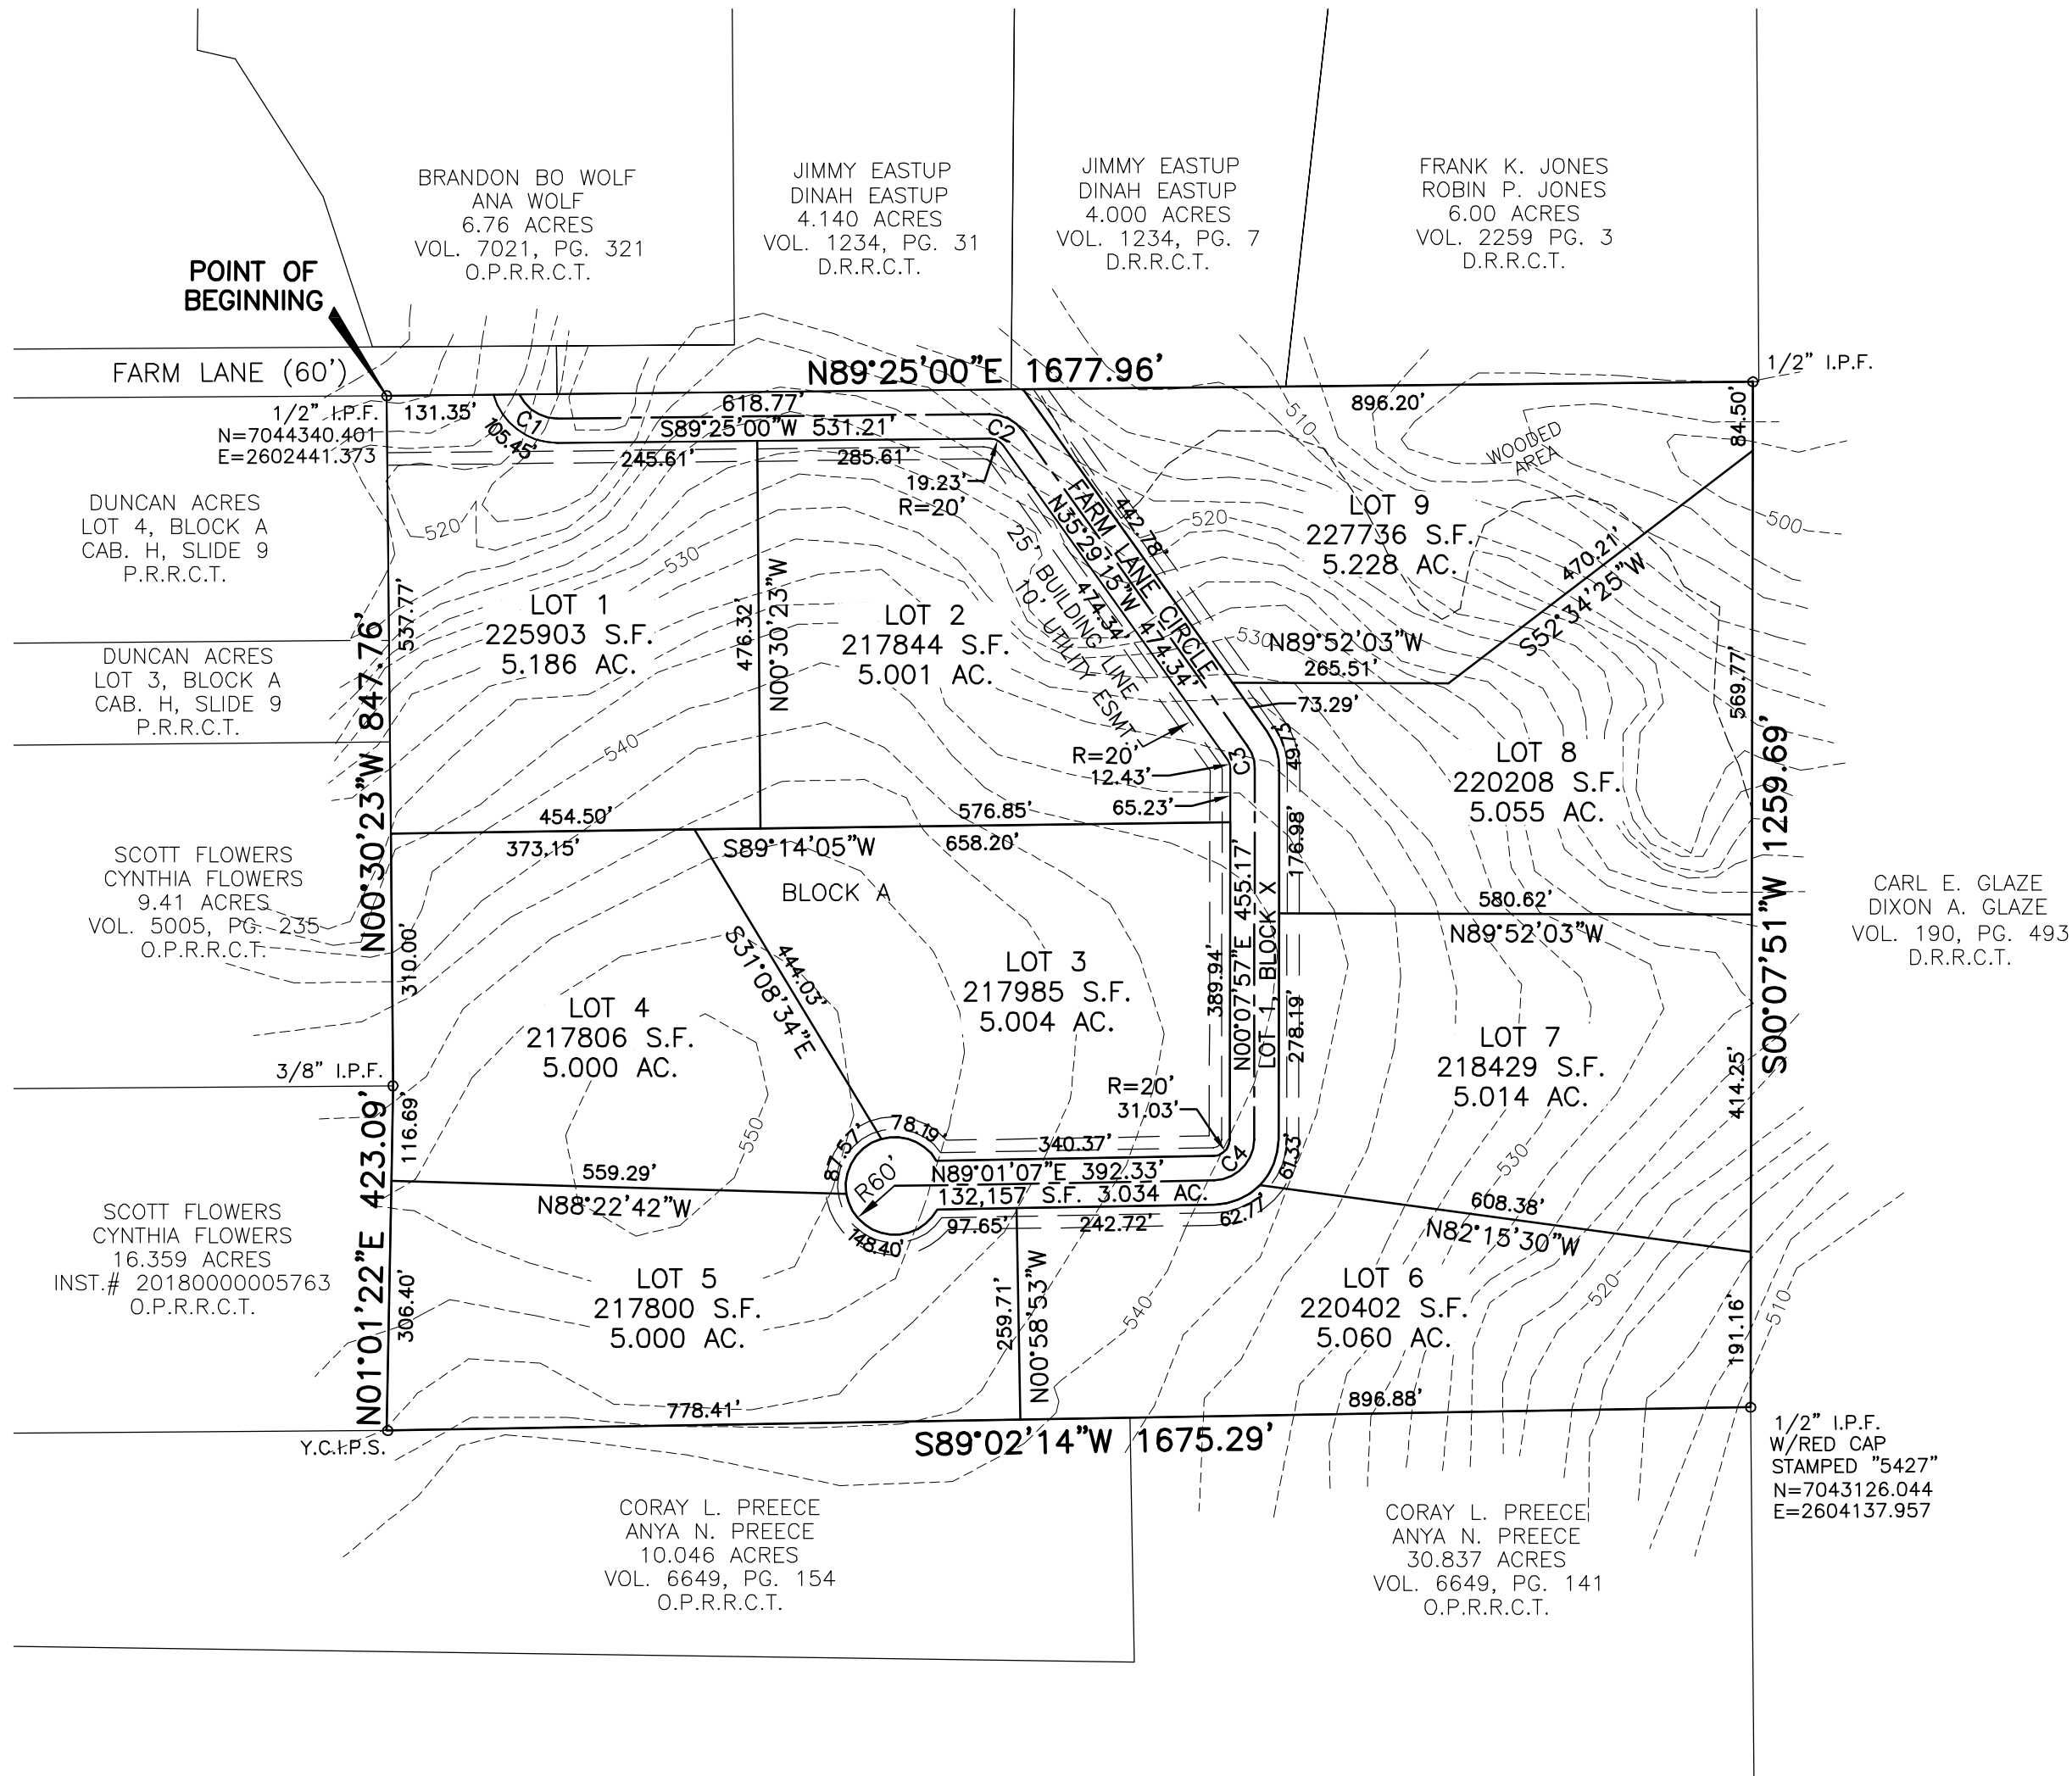 BRANDON BO WOLF
ANA WOLF
6.76 ACRES
VOL. 7021, PG. 321
O.P.R.R.C.T.
JIMMY EASTUP
DINAH EASTUP
4.140 ACRES
VOL. 1234, PG. 31
D.R.R.C.T.
JIMMY EASTUP
DINAH EASTUP
4.000 ACRES
VOL. 1234, PG. 7
D.R.R.C.T.
FRANK K. JONES
ROBIN P. JONES
6.00 ACRES
VOL. 2259 PG. 3
D.R.R.C.T.
POINT OF
BEGINNING
FARM LANE (60')
N89°25'00"E 1677.96'
1/2" I.P.F.
1/2" I.P.F.
N=7044340.401
E=2602441.373
131.35'
C1
105.45'
618.77'
S89°25'00"W 531.21'
C2
245.61'
285.61'
19.23'
R=20'
896.20'
84.50'
510
WOODED
AREA
500
520
520
530
530
DUNCAN ACRES
LOT 4, BLOCK A
CAB. H, SLIDE 9
P.R.R.C.T.
DUNCAN ACRES
LOT 3, BLOCK A
CAB. H, SLIDE 9
P.R.R.C.T.
537.77'
N00°30'23"W 847.76'
LOT 1
225903 S.F.
5.186 AC.
476.32'
N00°30'23"W
LOT 2
217844 S.F.
5.001 AC.
25' BUILDING LINE
10' UTILITY ESMT.
474.34'
N35°29'15"W 474.34'
FARM LANE CIRCLE
442.78'
LOT 9
227736 S.F.
5.228 AC.
470.21'
S52°34'25"W
N89°52'03"W
265.51'
73.29'
49.73'
C3
R=20'
12.43'
65.23'
569.77'
LOT 8
220208 S.F.
5.055 AC.
176.98'
S00°07'51"W 1259.69'
540
454.50'
373.15'
576.85'
S89°14'05"W
658.20'
BLOCK A
SCOTT FLOWERS
CYNTHIA FLOWERS
9.41 ACRES
VOL. 5005, PG. 235
O.P.R.R.C.T.
310.00'
S31°08'34"E
444.03'
LOT 3
217985 S.F.
5.004 AC.
389.94'
N00°07'57"E 455.17'
LOT 1, BLOCK X
278.19'
580.62'
N89°52'03"W
CARL E. GLAZE
DIXON A. GLAZE
VOL. 190, PG. 493
D.R.R.C.T.
LOT 4
217806 S.F.
5.000 AC.
LOT 7
218429 S.F.
5.014 AC.
414.25'
3/8" I.P.F.
116.69'
N01°01'22"E 423.09'
550
530
R=20'
31.03'
78.19'
87.57'
R60'
340.37'
N89°01'07"E 392.33'
132,157 S.F. 3.034 AC.
C4
61.33'
62.77'
97.65'
242.72'
148.40'
559.29'
N88°22'42"W
608.38'
N82°15'30"W
SCOTT FLOWERS
CYNTHIA FLOWERS
16.359 ACRES
INST.# 20180000005763
O.P.R.R.C.T.
306.40'
LOT 5
217800 S.F.
5.000 AC.
259.71'
N00°58'53"W
540
LOT 6
220402 S.F.
5.060 AC.
520
510
191.16'
778.41'
896.88'
S89°02'14"W 1675.29'
Y.C.I.P.S.
1/2" I.P.F.
W/RED CAP
STAMPED "5427"
N=7043126.044
E=2604137.957
CORAY L. PREECE
ANYA N. PREECE
10.046 ACRES
VOL. 6649, PG. 154
O.P.R.R.C.T.
CORAY L. PREECE
ANYA N. PREECE
30.837 ACRES
VOL. 6649, PG. 141
O.P.R.R.C.T.